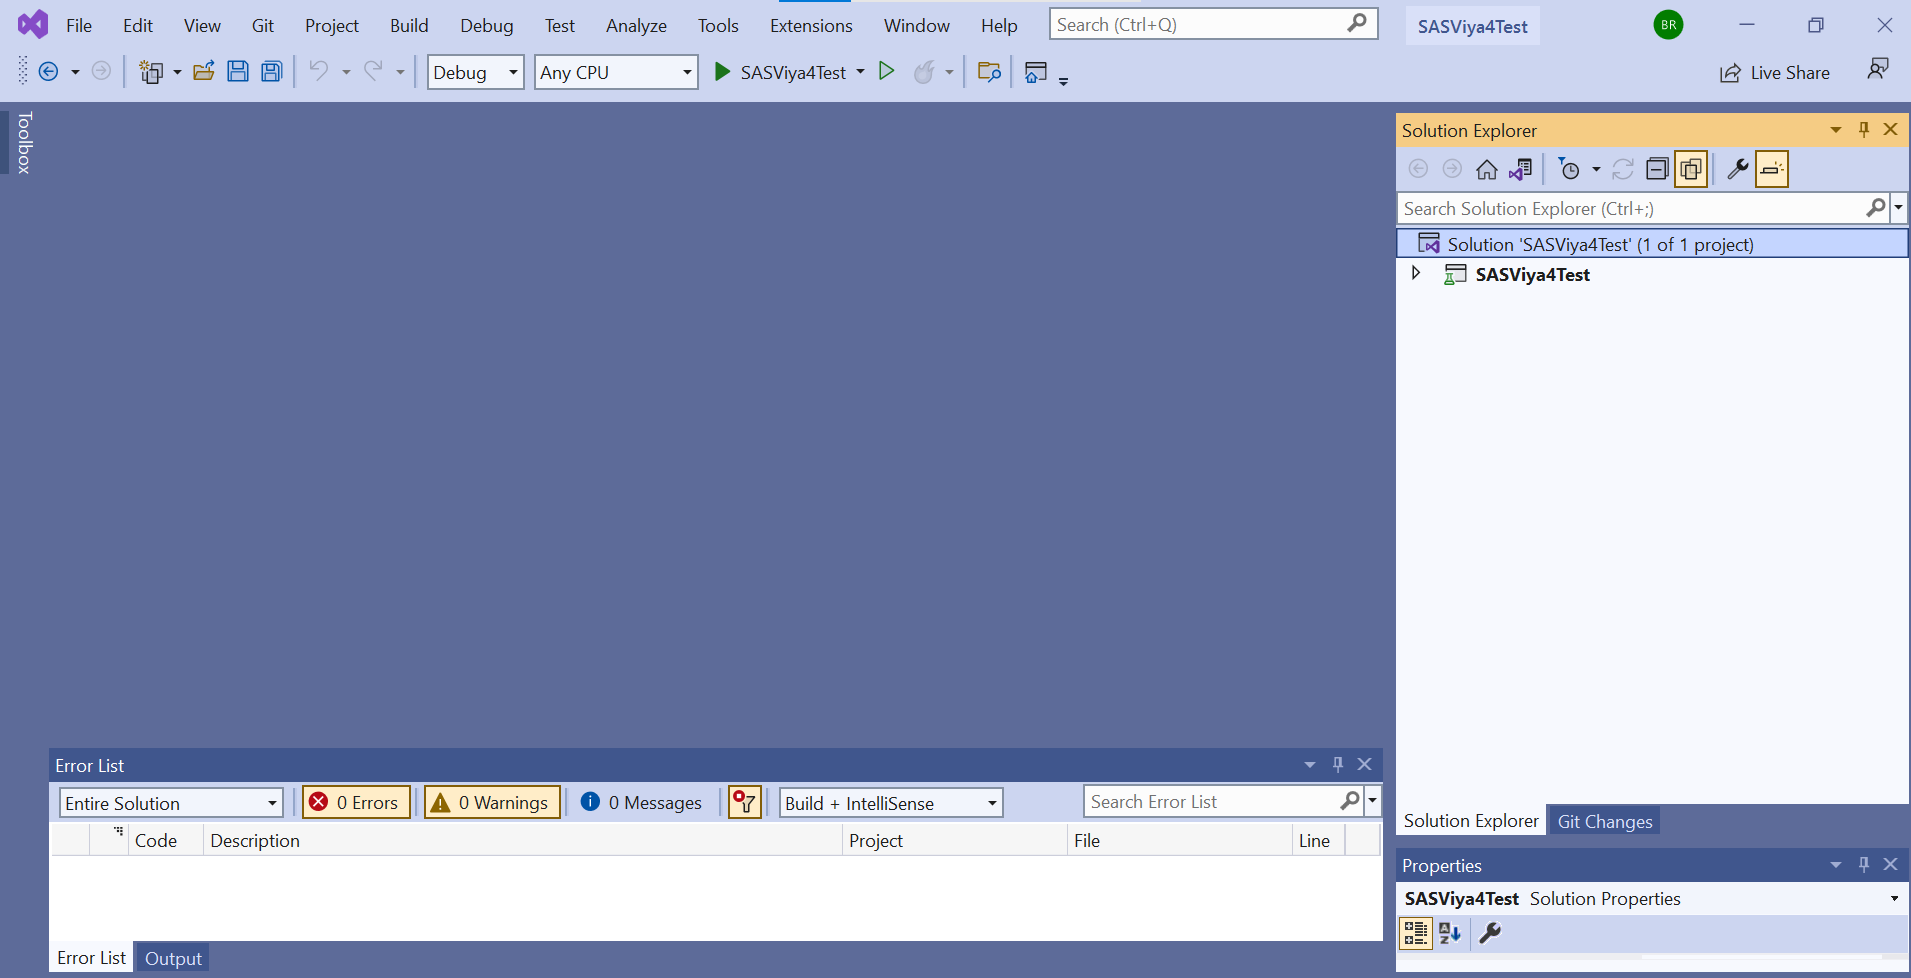 File Edit View Git Project Build Debug Test Analyze Tools Extensions Window Help Search (Ctrl+Q) SASViya4Test BR
Debug Any CPU SASViya4Test Live Share
Toolbox
Solution Explorer
Search Solution Explorer (Ctrl+;)
Solution 'SASViya4Test' (1 of 1 project)
SASViya4Test
Error List
Entire Solution 0 Errors 0 Warnings 0 Messages Build + IntelliSense Search Error List
Code Description Project File Line
Error List Output
Solution Explorer Git Changes
Properties
SASViya4Test Solution Properties